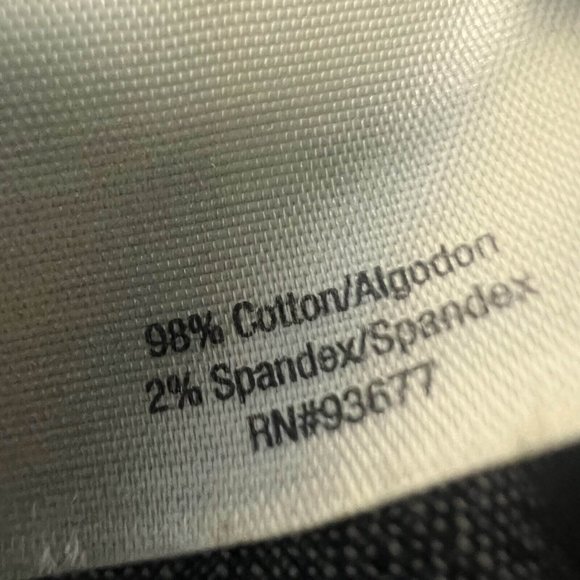 98% Cotton/Algodon
2% Spandex/Spandex
RN#93677